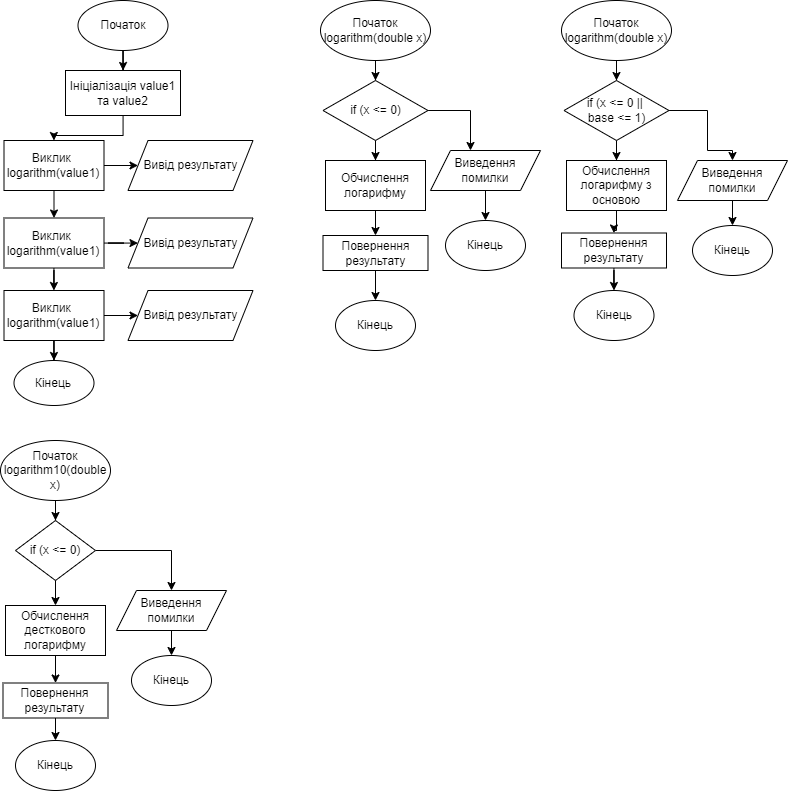 Початок
Ініціалізація value1
та value2
Виклик
logarithm(value1)
Вивід результату
Виклик
logarithm(value1)
Вивід результату
Виклик
logarithm(value1)
Вивід результату
Кінець
Початок
logarithm(double x)
if (x <= 0)
Обчислення
логарифму
Виведення
помилки
Повернення
результату
Кінець
Кінець
Початок
logarithm(double x)
if (x <= 0 ||
base <= 1)
Обчислення
логарифму з
основою
Виведення
помилки
Повернення
результату
Кінець
Кінець
Початок
logarithm10(double
x)
if (x <= 0)
Обчислення
десткового
логарифму
Виведення
помилки
Повернення
результату
Кінець
Кінець